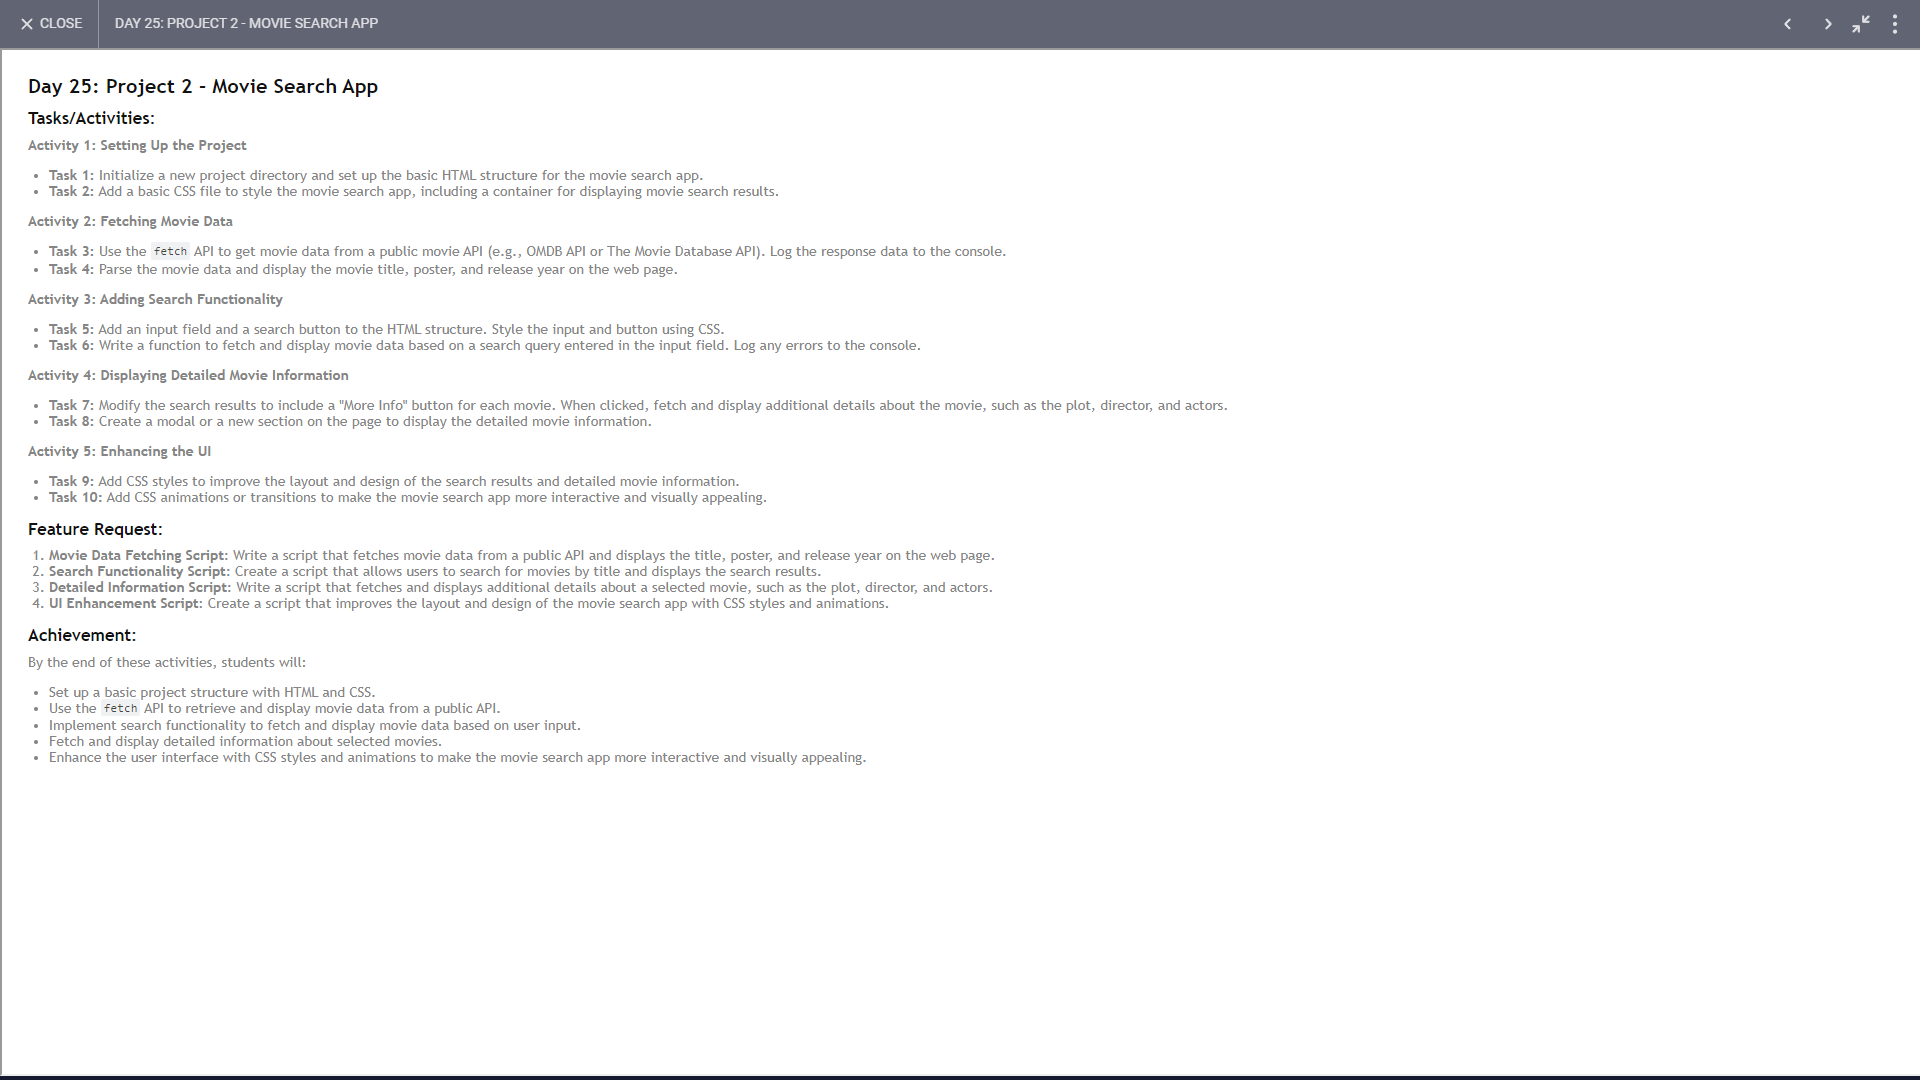 CLOSE
DAY 25: PROJECT 2 - MOVIE SEARCH APP
Day 25: Project 2 - Movie Search App
Tasks/Activities:
Activity 1: Setting Up the Project
• Task 1: Initialize a new project directory and set up the basic HTML structure for the movie search app.
• Task 2: Add a basic CSS file to style the movie search app, including a container for displaying movie search results.
Activity 2: Fetching Movie Data
• Task 3: Use the fetch API to get movie data from a public movie API (e.g., OMDB API or The Movie Database API). Log the response data to the console.
• Task 4: Parse the movie data and display the movie title, poster, and release year on the web page.
Activity 3: Adding Search Functionality
• Task 5: Add an input field and a search button to the HTML structure. Style the input and button using CSS.
• Task 6: Write a function to fetch and display movie data based on a search query entered in the input field. Log any errors to the console.
Activity 4: Displaying Detailed Movie Information
• Task 7: Modify the search results to include a "More Info" button for each movie. When clicked, fetch and display additional details about the movie, such as the plot, director, and actors.
• Task 8: Create a modal or a new section on the page to display the detailed movie information.
Activity 5: Enhancing the UI
• Task 9: Add CSS styles to improve the layout and design of the search results and detailed movie information.
• Task 10: Add CSS animations or transitions to make the movie search app more interactive and visually appealing.
Feature Request:
1. Movie Data Fetching Script: Write a script that fetches movie data from a public API and displays the title, poster, and release year on the web page.
2. Search Functionality Script: Create a script that allows users to search for movies by title and displays the search results.
3. Detailed Information Script: Write a script that fetches and displays additional details about a selected movie, such as the plot, director, and actors.
4. UI Enhancement Script: Create a script that improves the layout and design of the movie search app with CSS styles and animations.
Achievement:
By the end of these activities, students will:
• Set up a basic project structure with HTML and CSS.
• Use the fetch API to retrieve and display movie data from a public API.
• Implement search functionality to fetch and display movie data based on user input.
• Fetch and display detailed information about selected movies.
• Enhance the user interface with CSS styles and animations to make the movie search app more interactive and visually appealing.